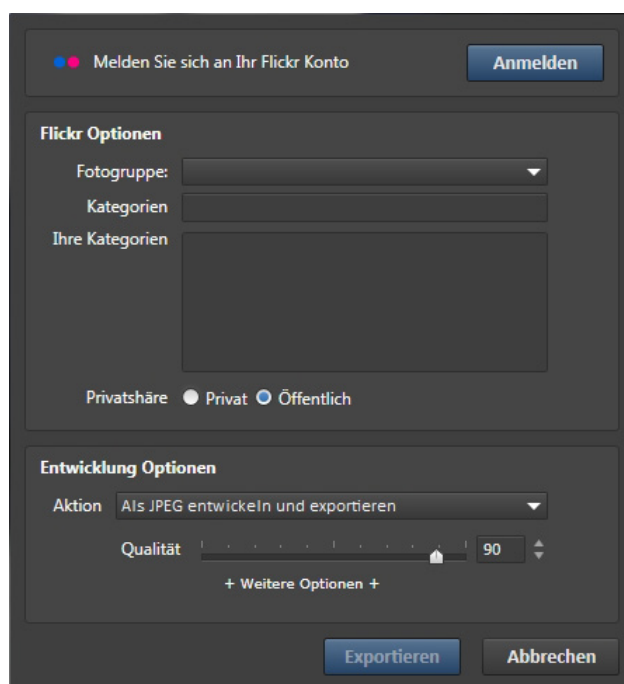 Melden Sie sich an Ihr Flickr Konto
Anmelden
Flickr Optionen
Fotogruppe:
Kategorien
Ihre Kategorien
Privatshäre Privat Öffentlich
Entwicklung Optionen
Aktion Als JPEG entwickeln und exportieren
Qualität 90
+ Weitere Optionen +
Exportieren Abbrechen